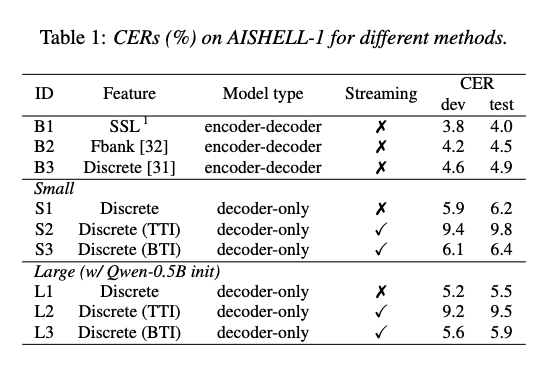 Table 1: CERs (%) on AISHELL-1 for different methods.
ID Feature Model type Streaming CER
dev test
B1 SSL 1 encoder-decoder ✗ 3.8 4.0
B2 Fbank [32] encoder-decoder ✗ 4.2 4.5
B3 Discrete [31] encoder-decoder ✗ 4.6 4.9
Small
S1 Discrete decoder-only ✗ 5.9 6.2
S2 Discrete (TTI) decoder-only ✓ 9.4 9.8
S3 Discrete (BTI) decoder-only ✓ 6.1 6.4
Large (w/ Qwen-0.5B init)
L1 Discrete decoder-only ✗ 5.2 5.5
L2 Discrete (TTI) decoder-only ✓ 9.2 9.5
L3 Discrete (BTI) decoder-only ✓ 5.6 5.9